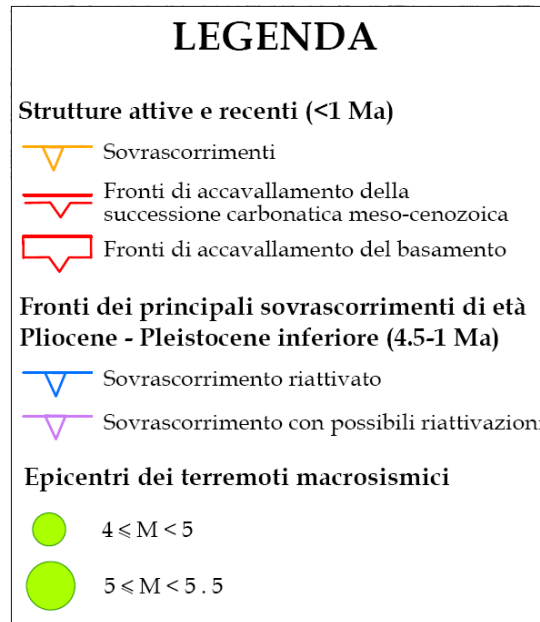 LEGENDA
Strutture attive e recenti (<1 Ma)
Sovrascorrimenti
Fronti di accavallamento della
successione carbonatica meso-cenozoica
Fronti di accavallamento del basamento
Fronti dei principali sovrascorrimenti di età
Pliocene - Pleistocene inferiore (4.5-1 Ma)
Sovrascorrimento riattivato
Sovrascorrimento con possibili riattivazioni
Epicentri dei terremoti macrosismici
4 ⩽ M < 5
5 ⩽ M < 5 . 5